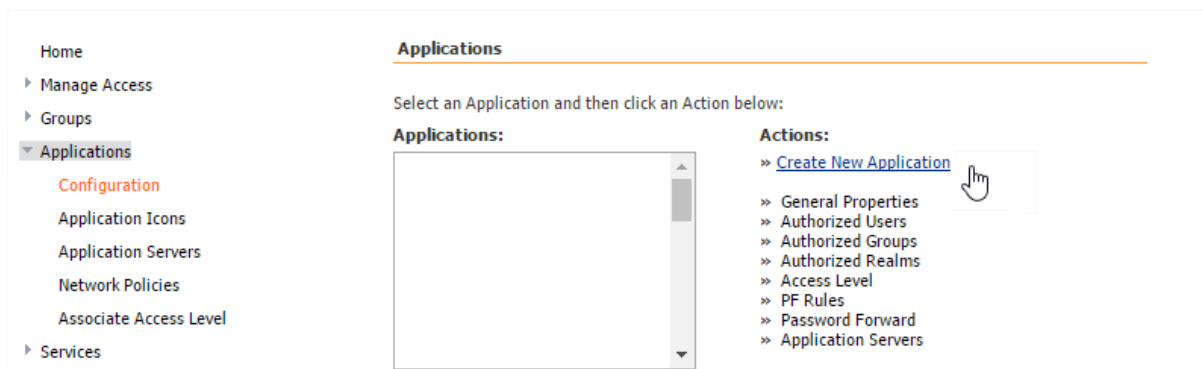 Home
Manage Access
Groups
Applications
Configuration
Application Icons
Application Servers
Network Policies
Associate Access Level
Services
Applications
Select an Application and then click an Action below:
Applications:
Actions:
» Create New Application
» General Properties
» Authorized Users
» Authorized Groups
» Authorized Realms
» Access Level
» PF Rules
» Password Forward
» Application Servers